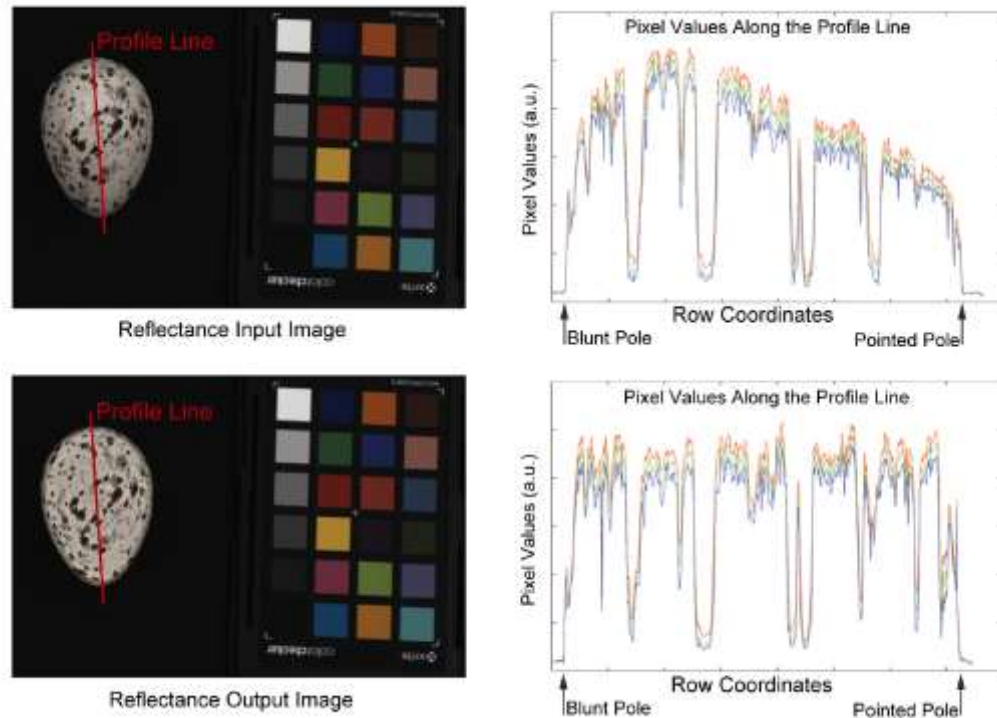 Profile Line
Reflectance Input Image
Pixel Values Along the Profile Line
Pixel Values (a.u.)
Row Coordinates
Blunt Pole
Pointed Pole
Profile Line
Reflectance Output Image
Pixel Values Along the Profile Line
Pixel Values (a.u.)
Row Coordinates
Blunt Pole
Pointed Pole